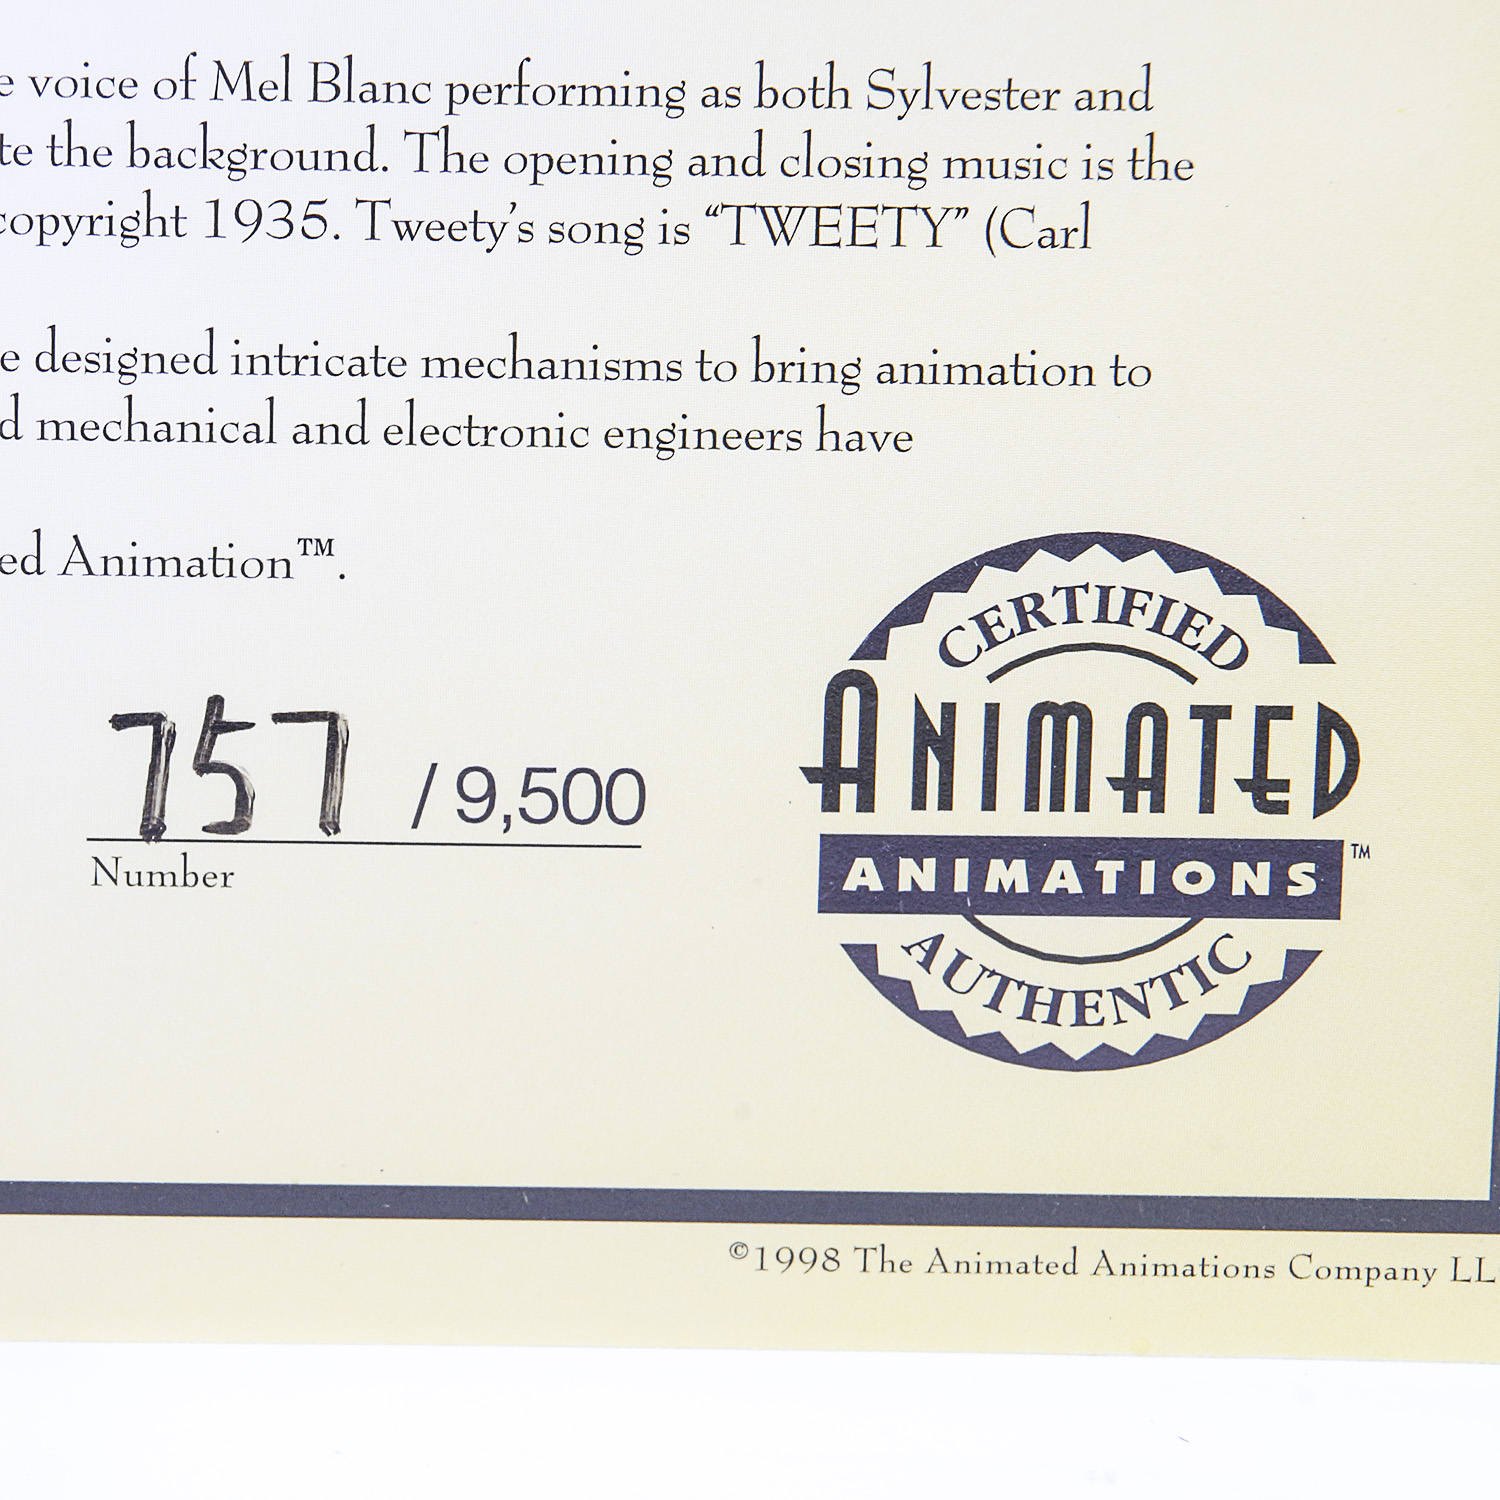 e voice of Mel Blanc performing as both Sylvester and
te the background. The opening and closing music is the
copyright 1935. Tweety's song is “TWEETY” (Carl
e designed intricate mechanisms to bring animation to
d mechanical and electronic engineers have
ed Animation™.
757 / 9,500
Number
CERTIFIED
ANIMATED
ANIMATIONS™
AUTHENTIC
©1998 The Animated Animations Company LL